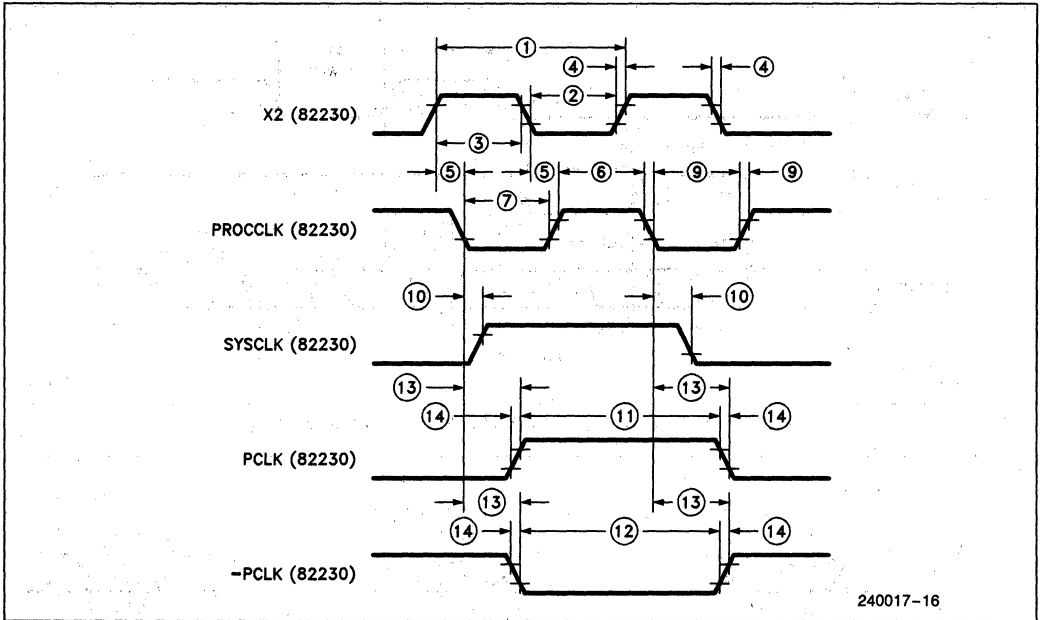 ①
④ ④
②
X2 (82230)
③
⑤ ⑤ ⑥ ⑨ ⑨
⑦
PROCCLK (82230)
⑩ ⑩
SYSCLK (82230)
⑬ ⑬
⑭ ⑪ ⑭
PCLK (82230)
⑬ ⑬
⑭ ⑫ ⑭
-PCLK (82230)
240017-16